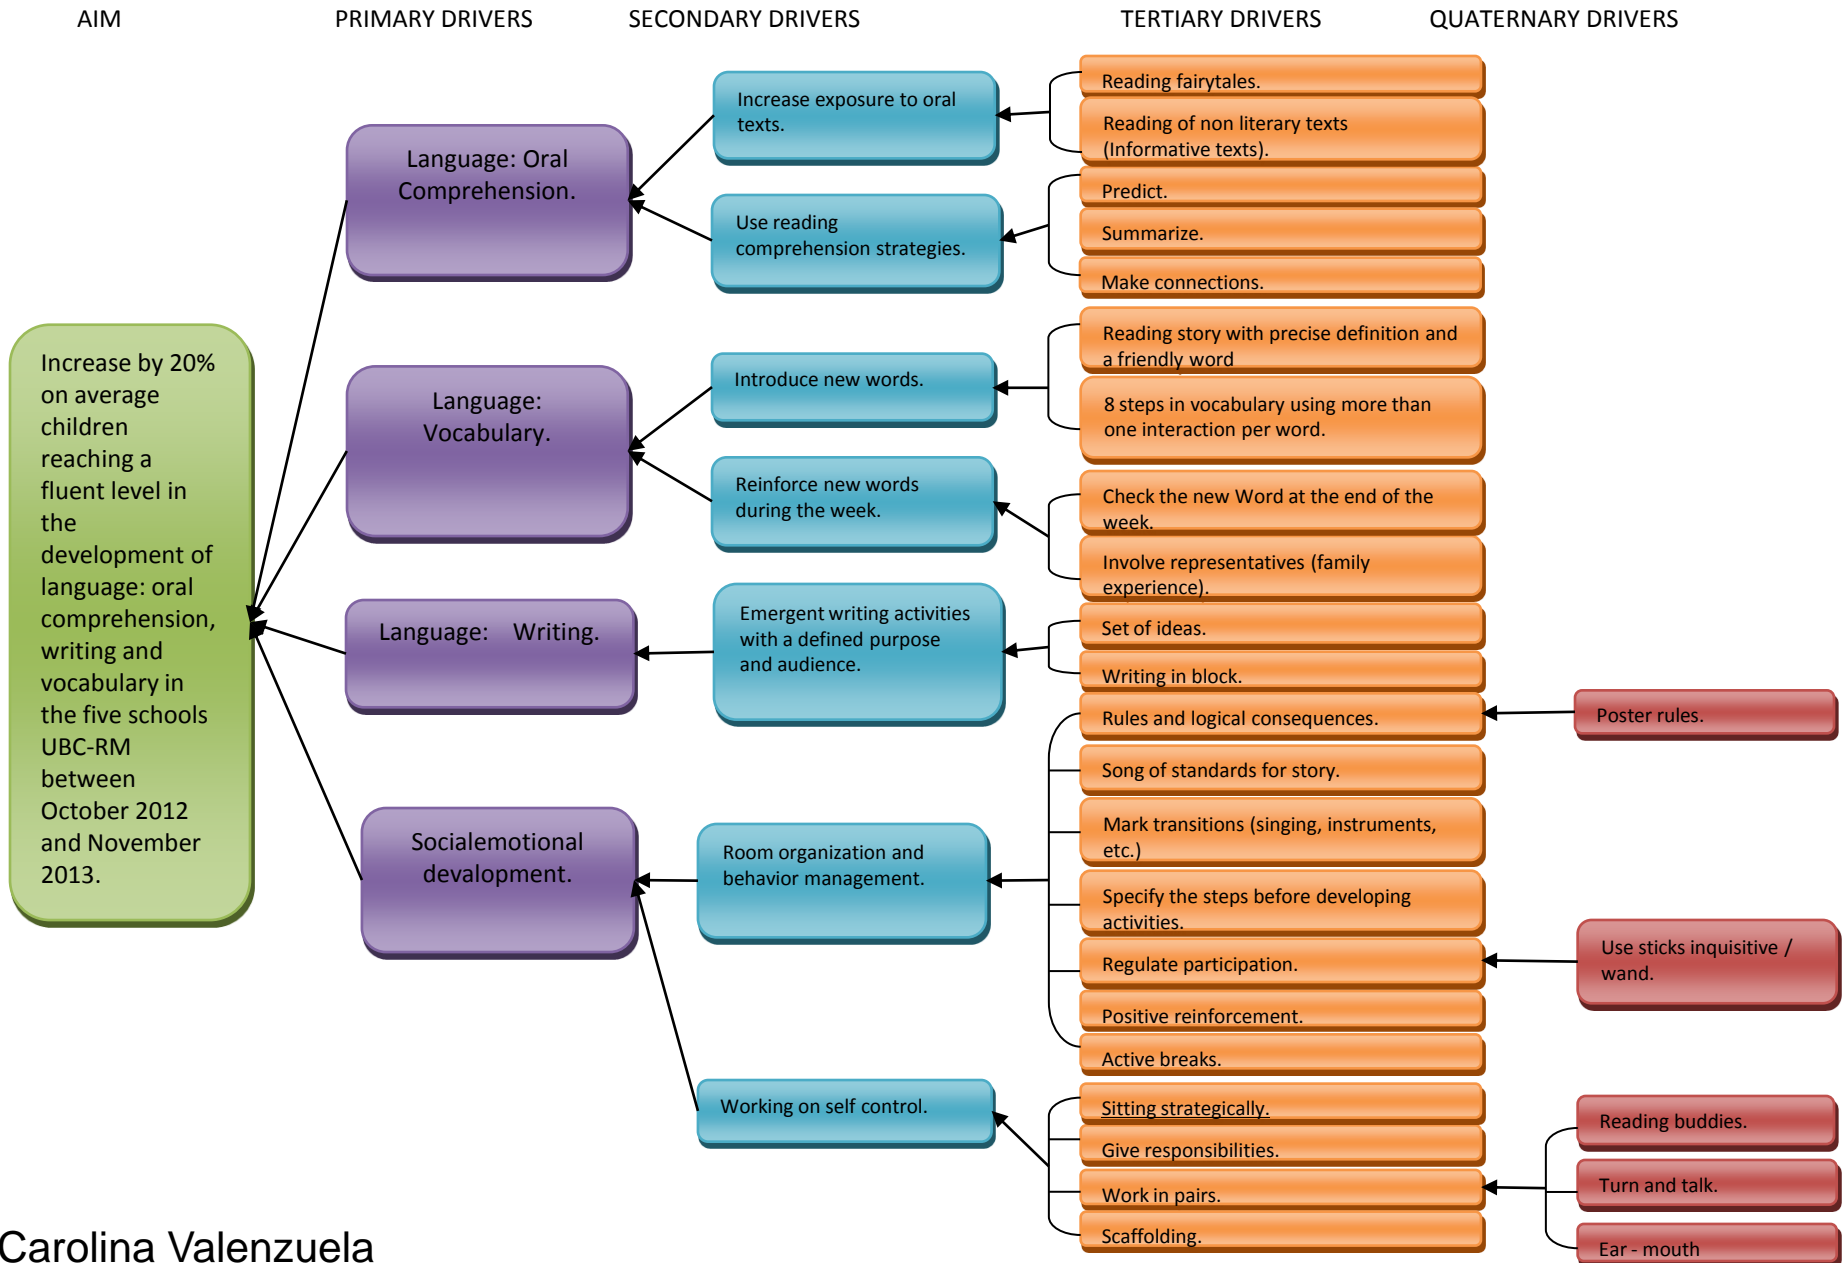 AIM
PRIMARY DRIVERS
SECONDARY DRIVERS
TERTIARY DRIVERS
QUATERNARY DRIVERS
Increase by 20%
on average
children
reaching a
fluent level in
the
development of
language: oral
comprehension,
writing and
vocabulary in
the five schools
UBC-RM
between
October 2012
and November
2013.
Language: Oral
Comprehension.
Language:
Vocabulary.
Language: Writing.
Socialemotional
devalopment.
Increase exposure to oral
texts.
Use reading
comprehension strategies.
Introduce new words.
Reinforce new words
during the week.
Emergent writing activities
with a defined purpose
and audience.
Room organization and
behavior management.
Working on self control.
Reading fairytales.
Reading of non literary texts
(Informative texts).
Predict.
Summarize.
Make connections.
Reading story with precise definition and
a friendly word
8 steps in vocabulary using more than
one interaction per word.
Check the new Word at the end of the
week.
Involve representatives (family
experience).
Set of ideas.
Writing in block.
Rules and logical consequences.
Song of standards for story.
Mark transitions (singing, instruments,
etc.)
Specify the steps before developing
activities.
Regulate participation.
Positive reinforcement.
Active breaks.
Sitting strategically.
Give responsibilities.
Work in pairs.
Scaffolding.
Poster rules.
Use sticks inquisitive /
wand.
Reading buddies.
Turn and talk.
Ear - mouth
Carolina Valenzuela